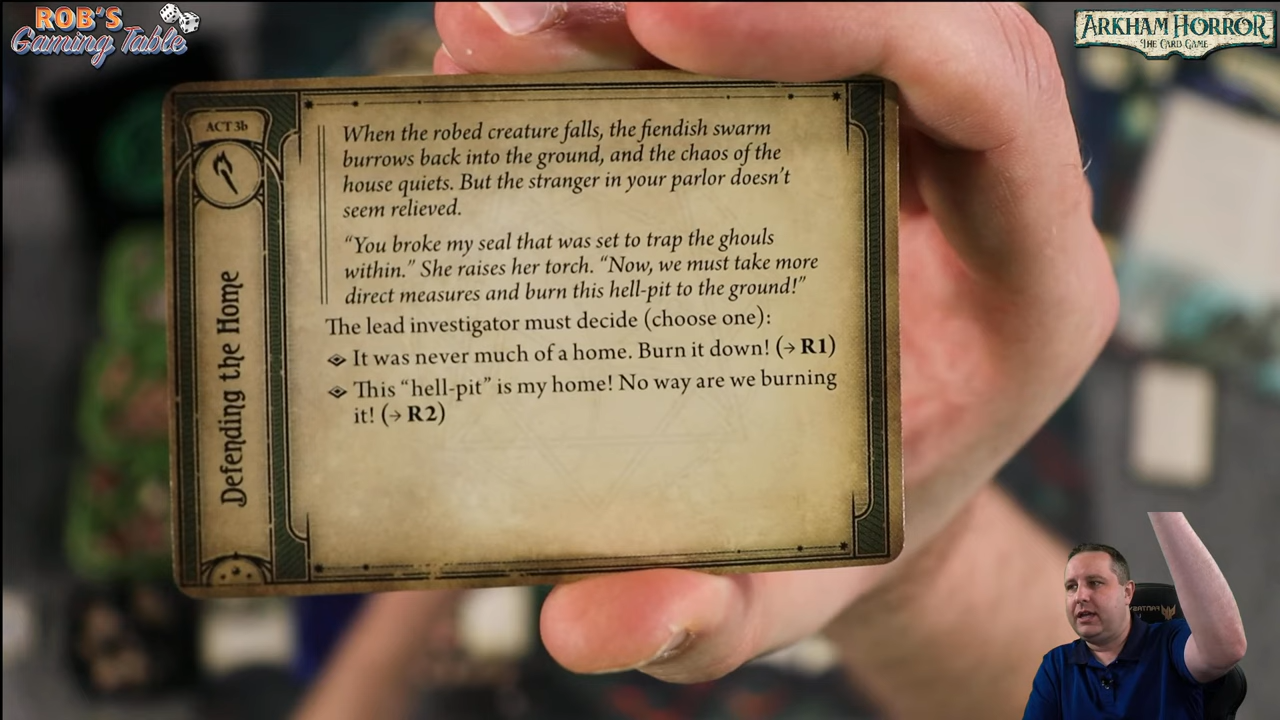 ROB'S
Gaming Table
ARKHAM HORROR
THE CARD GAME
ACT 3b
Defending the Home
When the robed creature falls, the fiendish swarm
burrows back into the ground, and the chaos of the
house quiets. But the stranger in your parlor doesn't
seem relieved.
“You broke my seal that was set to trap the ghouls
within.” She raises her torch. “Now, we must take more
direct measures and burn this hell-pit to the ground!”
The lead investigator must decide (choose one):
It was never much of a home. Burn it down! (→ R1)
This “hell-pit” is my home! No way are we burning
it! (→ R2)